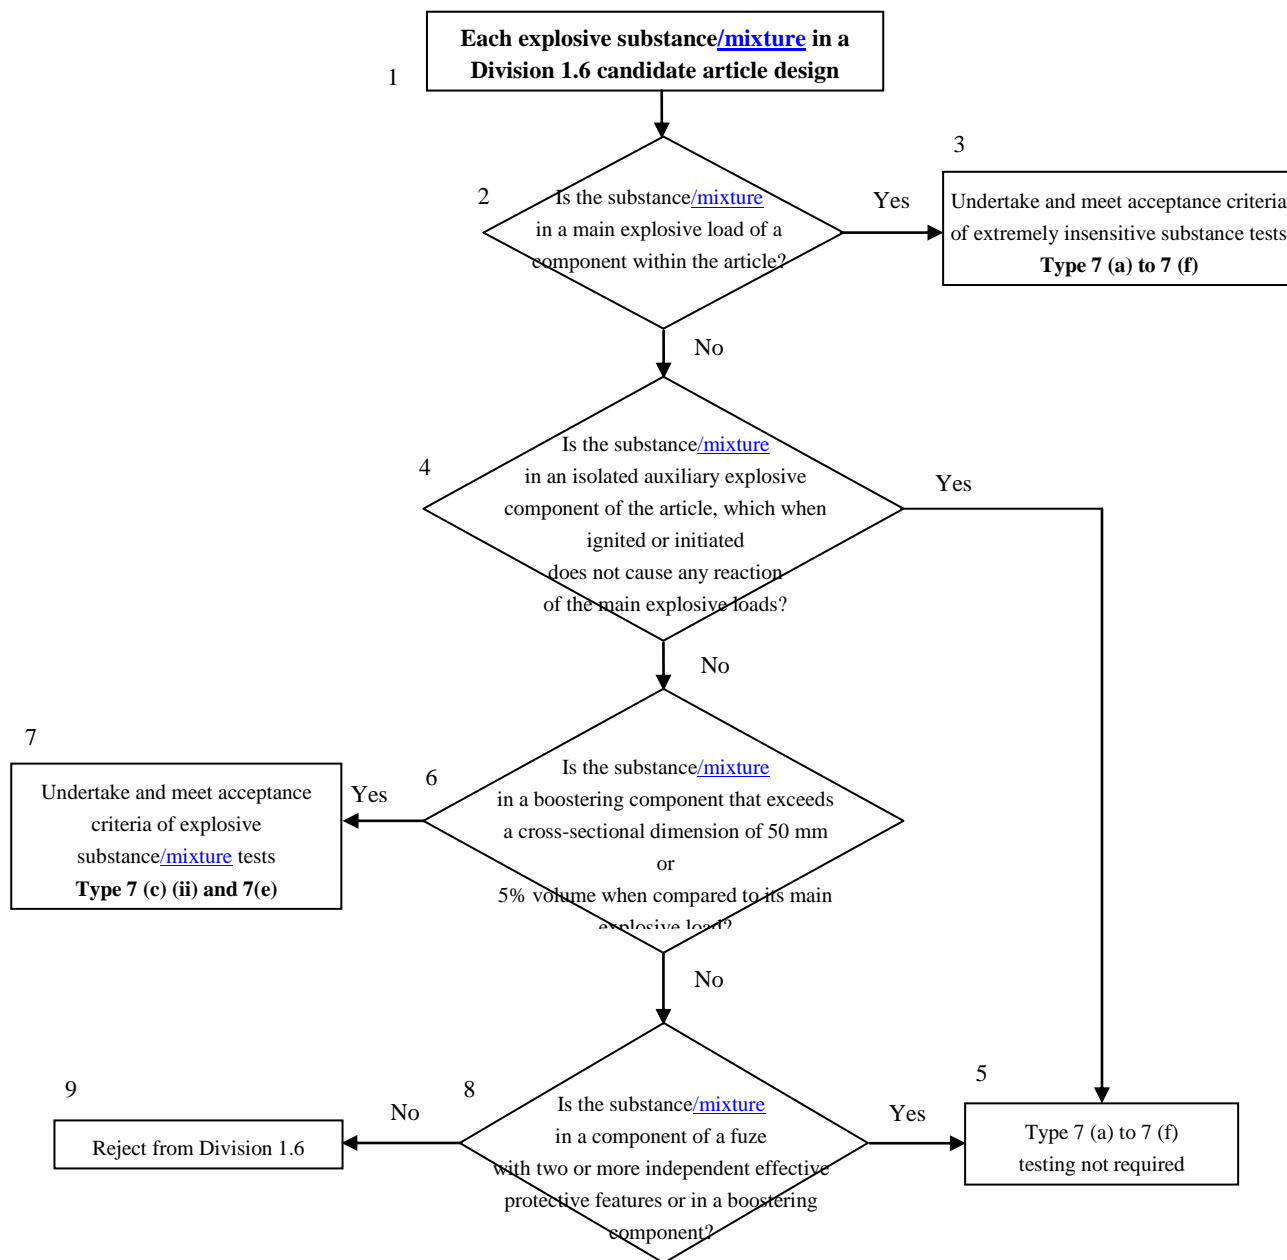 Each explosive substance/mixture in a
Division 1.6 candidate article design
1
2
Is the substance/mixture
in a main explosive load of a
component within the article?
Yes
3
Undertake and meet acceptance criteria
of extremely insensitive substance tests
Type 7 (a) to 7 (f)
No
4
Is the substance/mixture
in an isolated auxiliary explosive
component of the article, which when
ignited or initiated
does not cause any reaction
of the main explosive loads?
Yes
No
7
Undertake and meet acceptance
criteria of explosive
substance/mixture tests
Type 7 (c) (ii) and 7(e)
Yes
6
Is the substance/mixture
in a boostering component that exceeds
a cross-sectional dimension of 50 mm
or
5% volume when compared to its main
explosive load?
No
9
Reject from Division 1.6
No
8
Is the substance/mixture
in a component of a fuze
with two or more independent effective
protective features or in a boostering
component?
Yes
5
Type 7 (a) to 7 (f)
testing not required